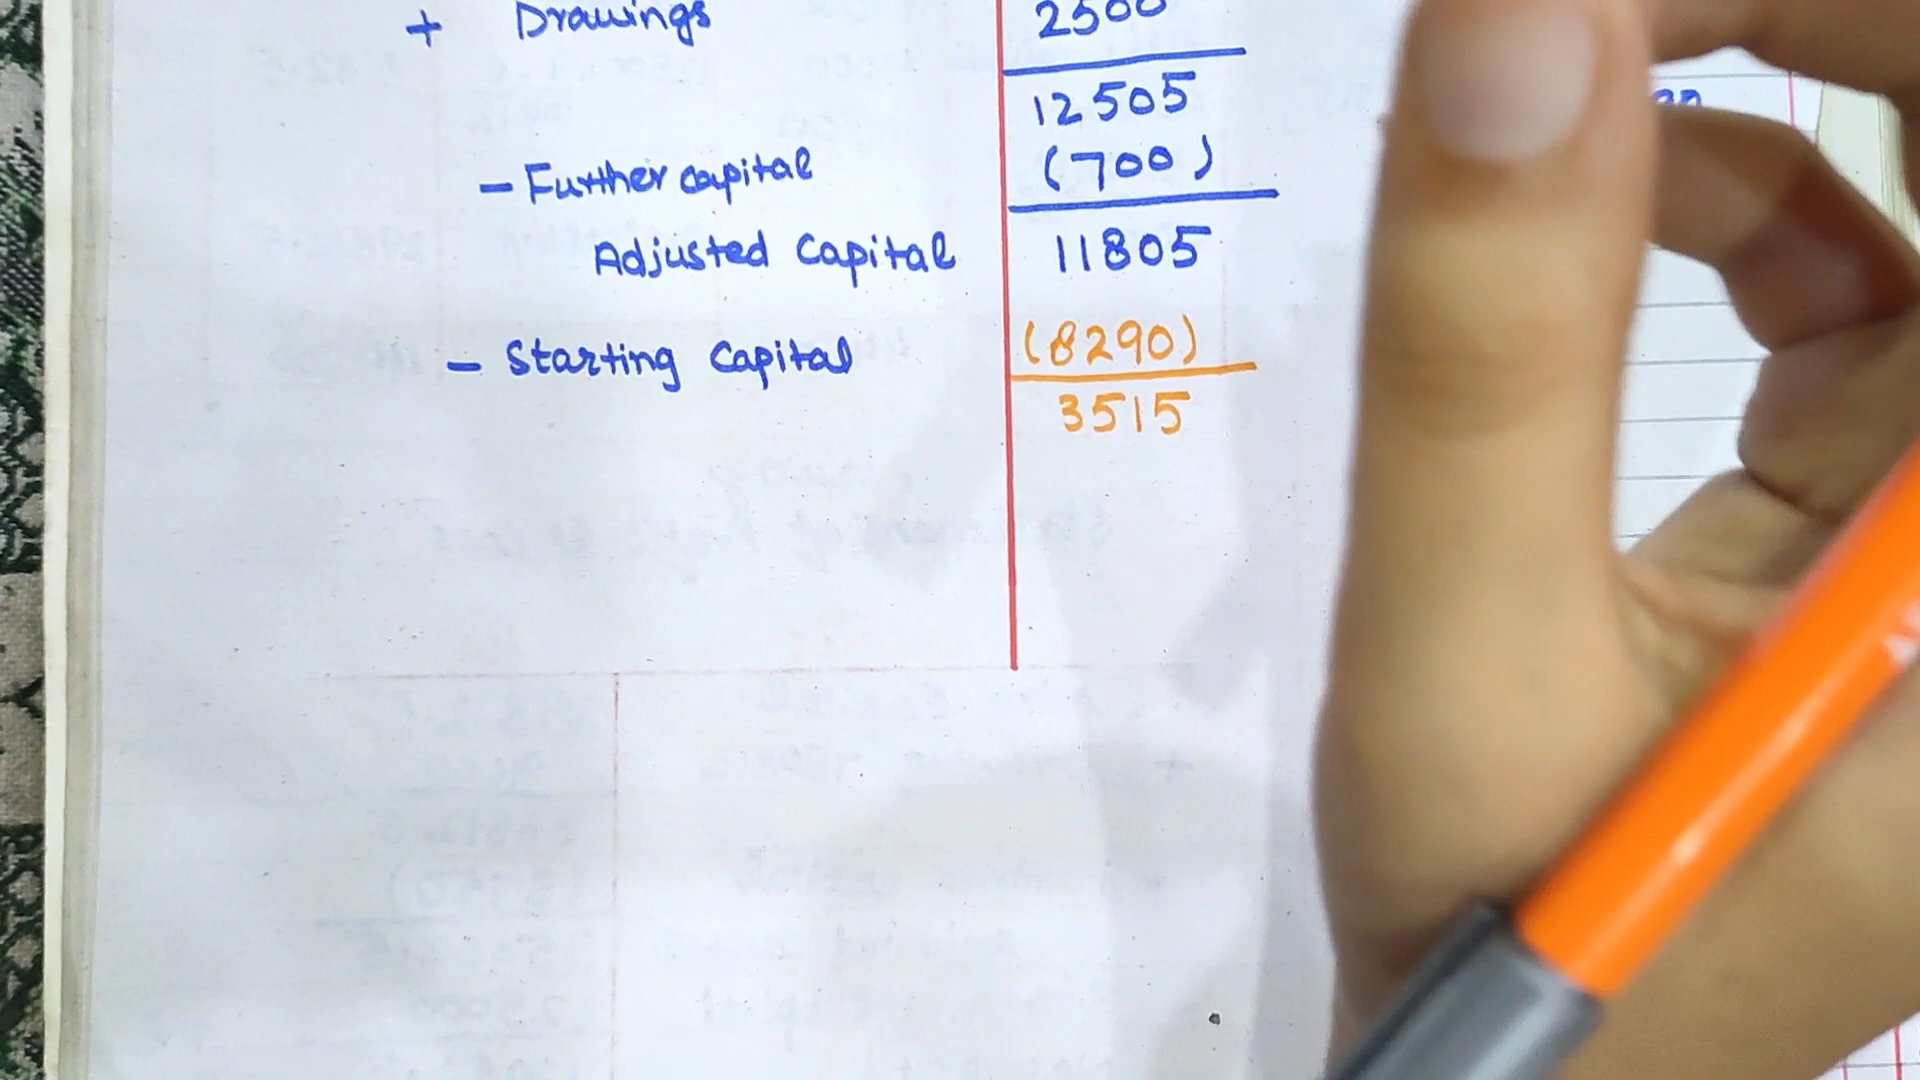 + Drawings 2500
12505
- Further capital (700)
Adjusted Capital 11805
- Starting Capital (8290)
3515